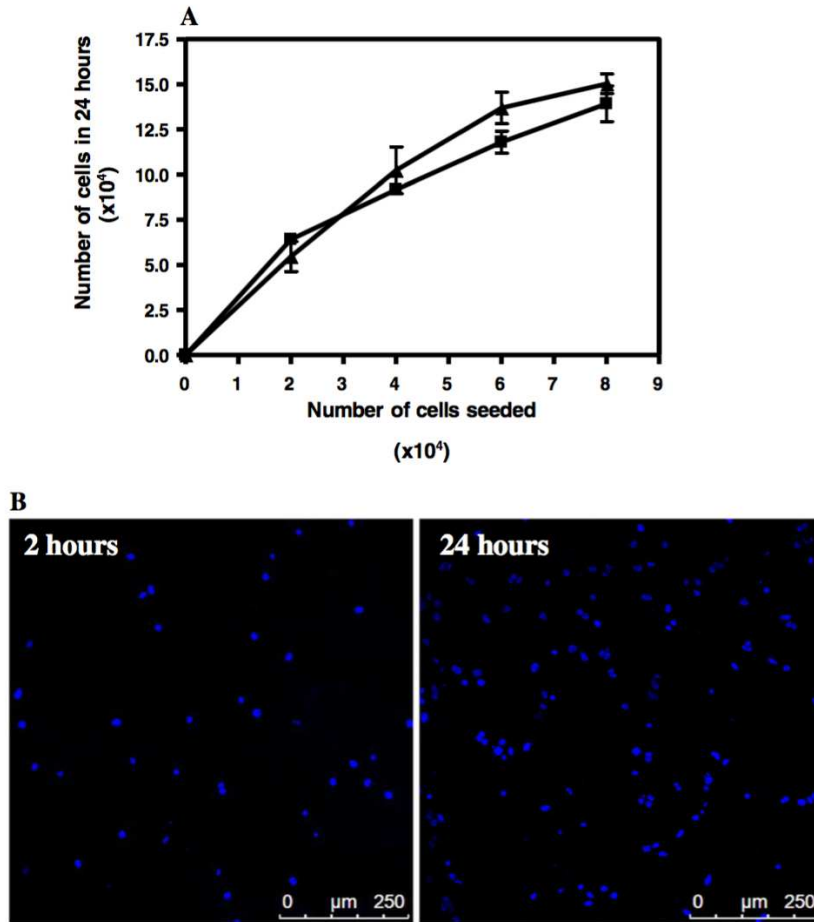 A
17.5
15.0
12.5
10.0
7.5
5.0
2.5
0.0
Number of cells in 24 hours
(x10⁴)
0 1 2 3 4 5 6 7 8 9
Number of cells seeded
(x10⁴)
B
2 hours
24 hours
0 µm 250
0 µm 250